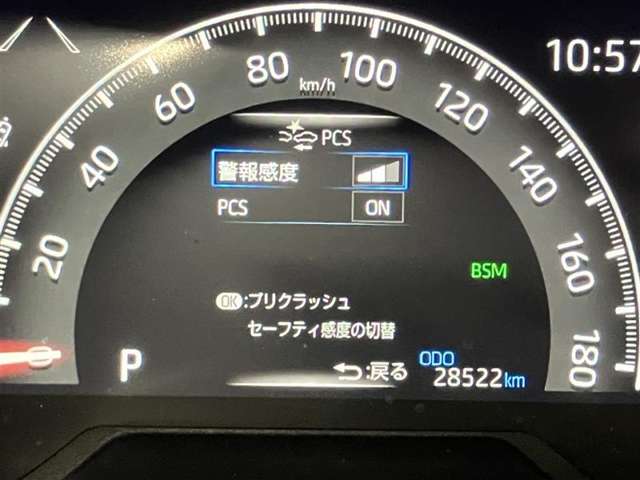 10:57
0
20
40
60
80
100
120
140
160
180
km/h
PCS
警報感度
PCS ON
BSM
OK:プリクラッシュ
セーフティ感度の切替
:戻る
P
ODO
28522km